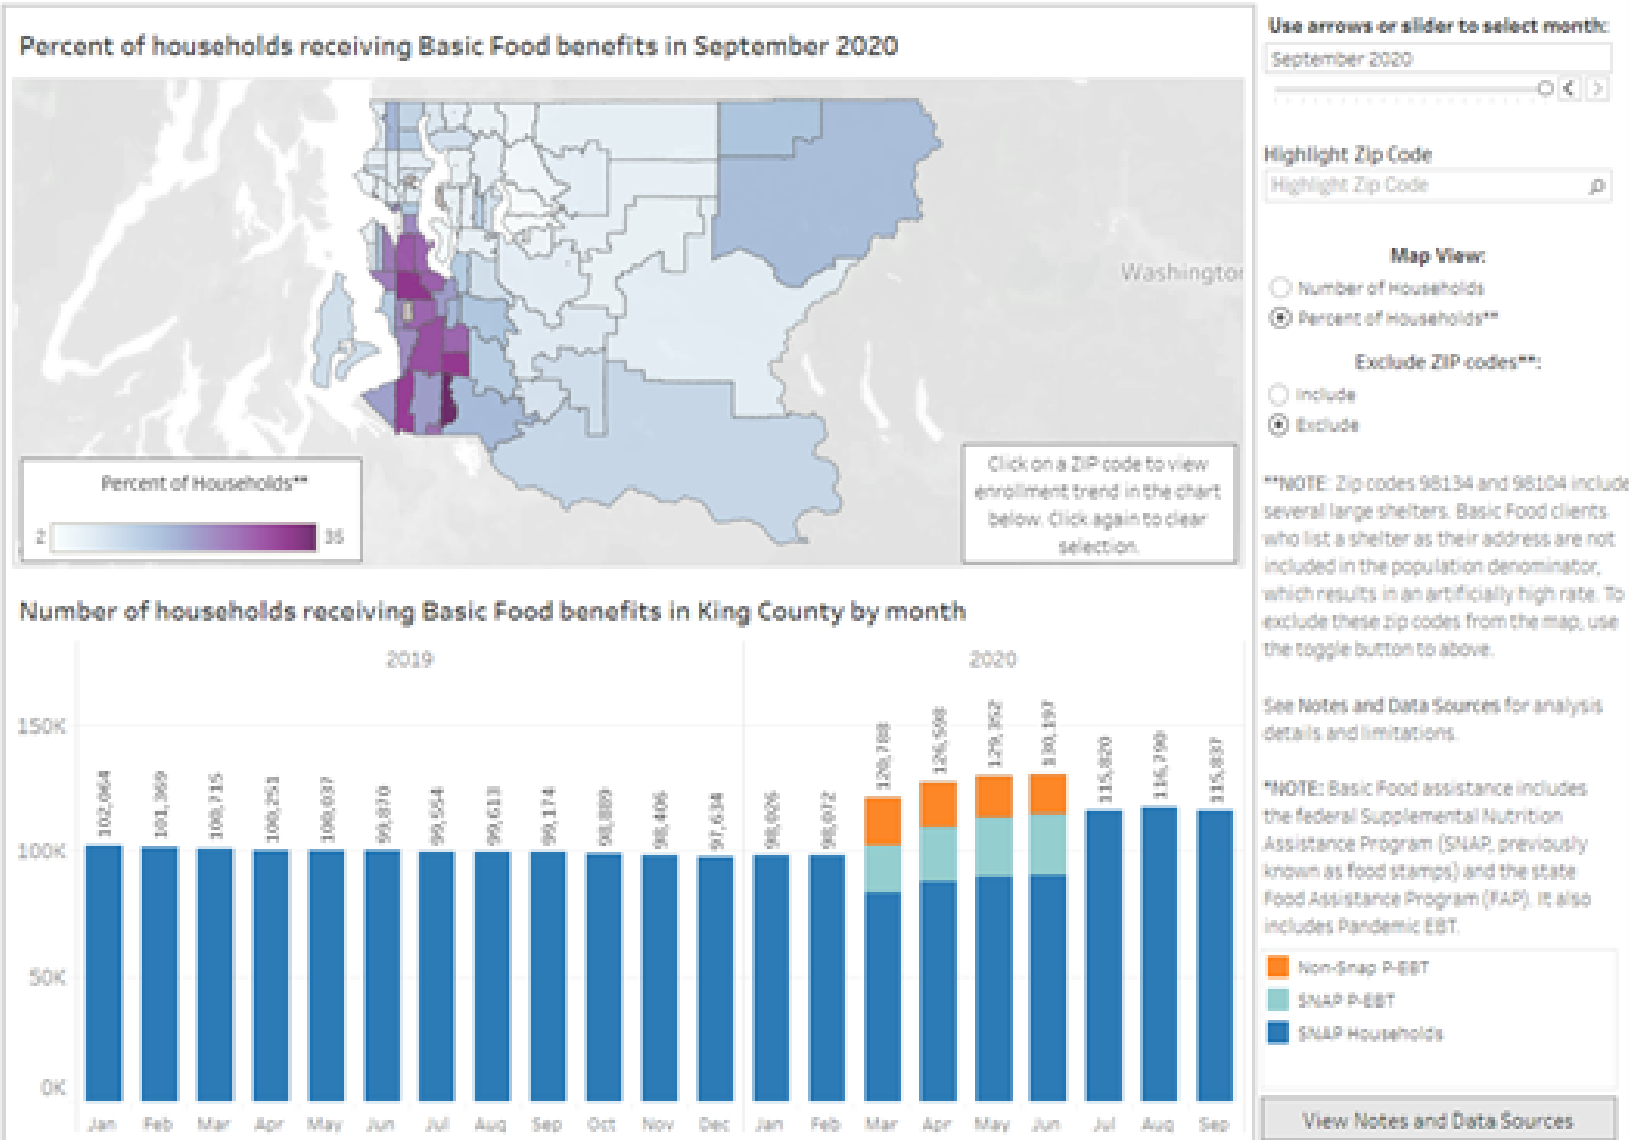 Percent of households receiving Basic Food benefits in September 2020
Washington
Percent of Households**
2
35
Click on a ZIP code to view
enrollment trend in the chart
below. Click again to clear
selection.
Number of households receiving Basic Food benefits in King County by month
2019
2020
150K
100K
50K
0K
102,064
101,369
100,715
100,251
100,037
99,870
99,554
99,613
99,174
98,889
98,406
97,634
98,026
98,072
120,788
126,598
129,352
130,197
115,820
116,790
115,837
Jan
Feb
Mar
Apr
May
Jun
Jul
Aug
Sep
Oct
Nov
Dec
Jan
Feb
Mar
Apr
May
Jun
Jul
Aug
Sep
Use arrows or slider to select month:
September 2020
Highlight Zip Code
Highlight Zip Code
Map View:
Number of Households
Percent of Households**
Exclude ZIP codes**:
Include
Exclude
**NOTE: Zip codes 98134 and 98104 include
several large shelters. Basic Food clients
who list a shelter as their address are not
included in the population denominator,
which results in an artificially high rate. To
exclude these zip codes from the map, use
the toggle button to above.
See Notes and Data Sources for analysis
details and limitations.
*NOTE: Basic Food assistance includes
the federal Supplemental Nutrition
Assistance Program (SNAP, previously
known as food stamps) and the state
Food Assistance Program (FAP). It also
includes Pandemic EBT.
Non-Snap P-EBT
SNAP P-EBT
SNAP Households
View Notes and Data Sources